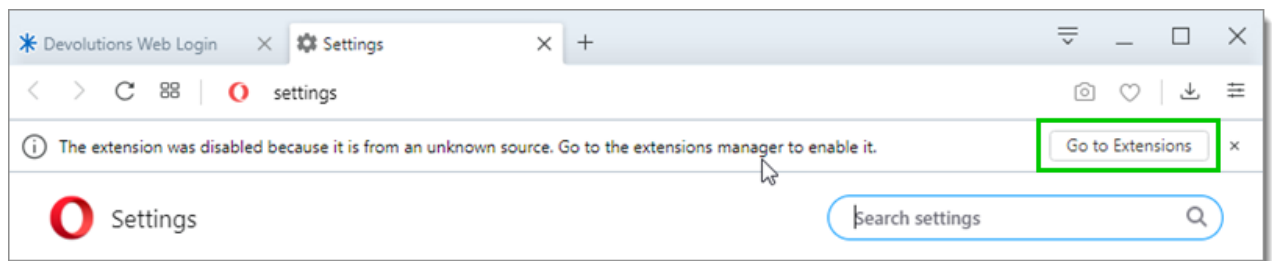 Devolutions Web Login
Settings
settings
The extension was disabled because it is from an unknown source. Go to the extensions manager to enable it.
Go to Extensions
Settings
Search settings